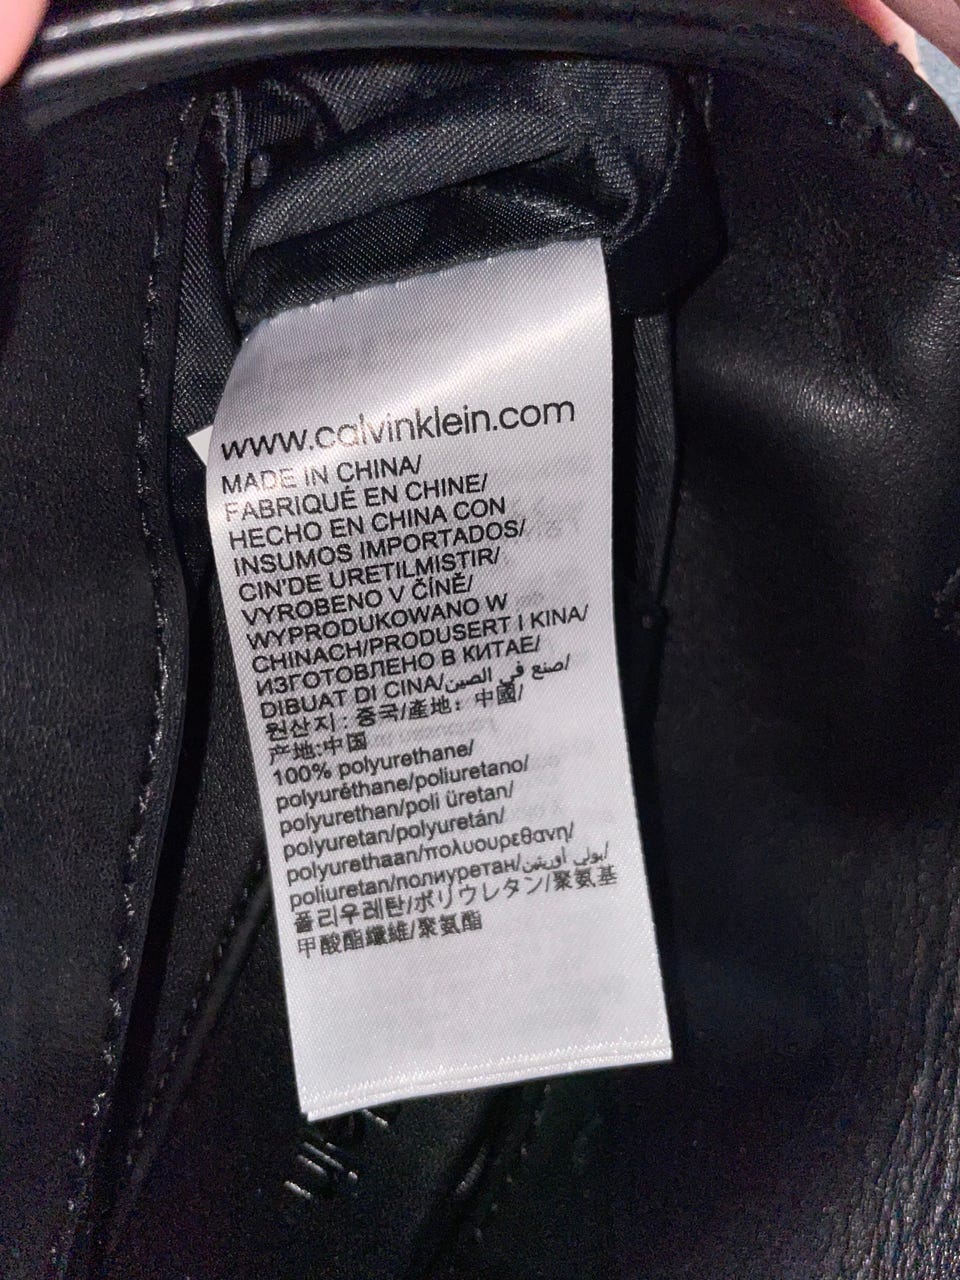 www.calvinklein.com
MADE IN CHINA/
FABRIQUÉ EN CHINE/
HECHO EN CHINA CON
INSUMOS IMPORTADOS/
CIN'DE URETILMISTIR/
VYROBENO V ČÍNĚ/
WYPRODUKOWANO W
CHINACH/PRODUSERT I KINA/
ИЗГОТОВЛЕНО В КИТАЕ/
DIBUAT DI CINA/صنع في الصين/
원산지: 중국/產地: 中國/
产地:中国
100% polyurethane/
polyuréthane/poliuretano/
polyurethan/poli üretan/
polyuretan/polyuretán/
polyurethaan/πολυουρεθανη/
poliuretan/полиуретан/بولي أوريثين/
폴리우레탄/ポリウレタン/聚氨基
甲酸酯纖維/聚氨酯